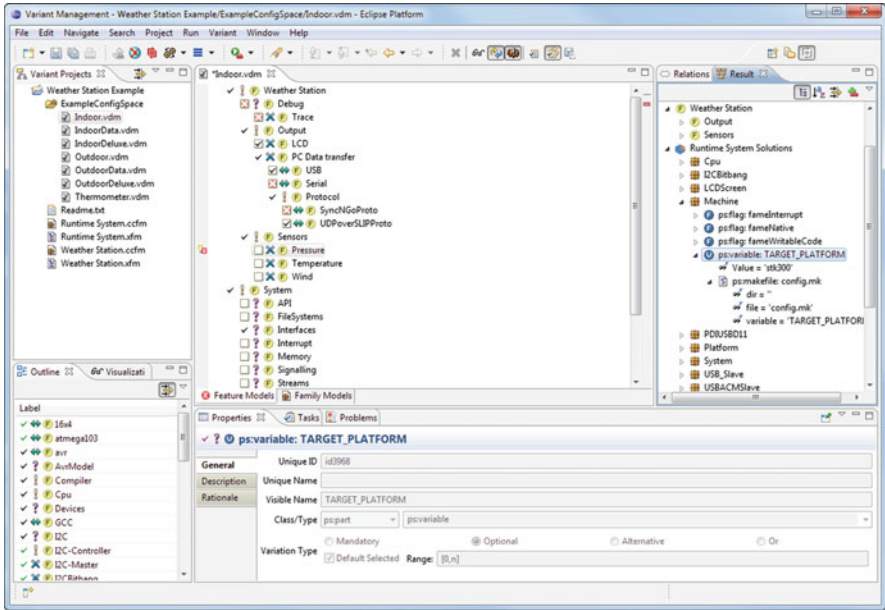 Variant Management - Weather Station Example/ExampleConfigSpace/Indoor.vdm - Eclipse Platform
File Edit Navigate Search Project Run Variant Window Help
Variant Projects
Weather Station Example
ExampleConfigSpace
Indoor.vdm
IndoorData.vdm
IndoorDeluxe.vdm
Outdoor.vdm
OutdoorData.vdm
OutdoorDeluxe.vdm
Thermometer.vdm
Readme.txt
Runtime System.ccfm
Runtime System.xfm
Weather Station.ccfm
Weather Station.xfm
*Indoor.vdm
Weather Station
? Debug
Trace
Output
LCD
PC Data transfer
USB
Serial
Protocol
SyncNGoProto
UDPoverSLIPProto
Sensors
Pressure
Temperature
Wind
System
? API
? FileSystems
? Interfaces
? Interrupt
? Memory
? Signalling
? Streams
Feature Models Family Models
Relations Result
Weather Station
Output
Sensors
Runtime System Solutions
Cpu
I2CBitbang
LCDScreen
Machine
ps:flag: fameInterrupt
ps:flag: fameNative
ps:flag: fameWritableCode
ps:variable: TARGET_PLATFORM
Value = 'stk300'
ps:makefile: config.mk
dir = ''
file = 'config.mk'
variable = 'TARGET_PLATFORI
PDIUSBD11
Platform
System
USB_Slave
USBACMSlave
Outline Visualizati
Label
16x4
atmega103
avr
? AvrModel
Compiler
Cpu
? Devices
GCC
? I2C
I2C-Controller
I2C-Master
I2CBitbang
Properties Tasks Problems
? ps:variable: TARGET_PLATFORM
General
Description
Rationale
Unique ID id3968
Unique Name
Visible Name TARGET_PLATFORM
Class/Type ps:part ps:variable
Variation Type Mandatory Optional Alternative Or
Default Selected Range: [0,n]